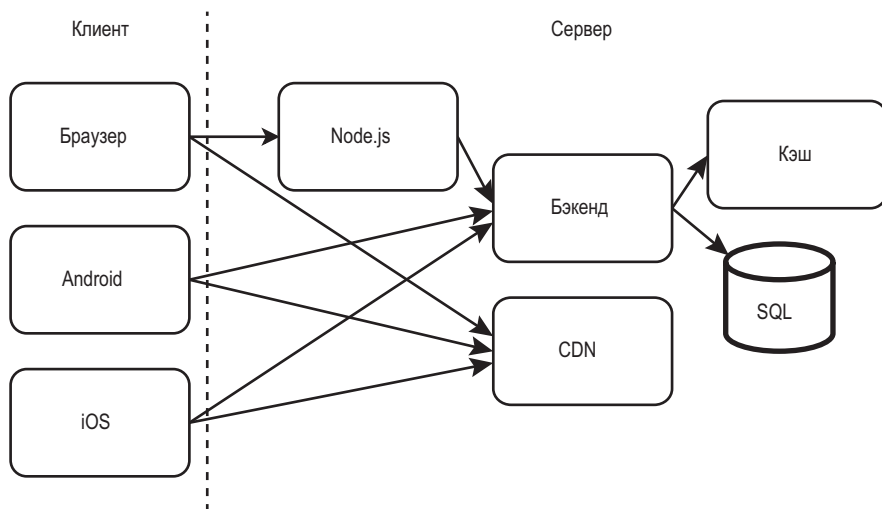 Клиент
Сервер
Браузер
Node.js
Кэш
Бэкенд
Android
SQL
CDN
iOS